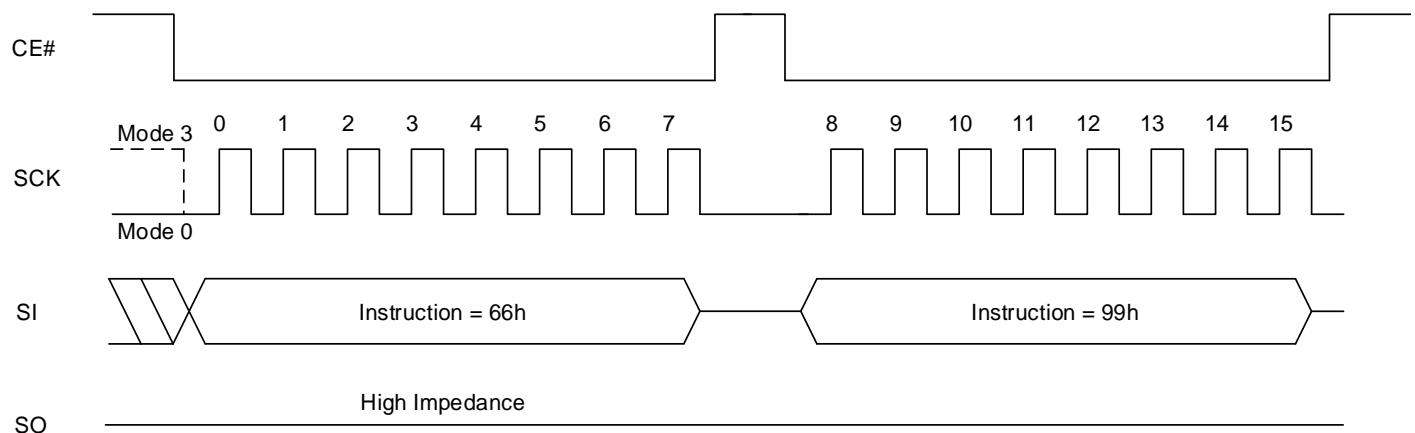 CE#
Mode 3
0 1 2 3 4 5 6 7 8 9 10 11 12 13 14 15
SCK
Mode 0
SI
Instruction = 66h
Instruction = 99h
High Impedance
SO